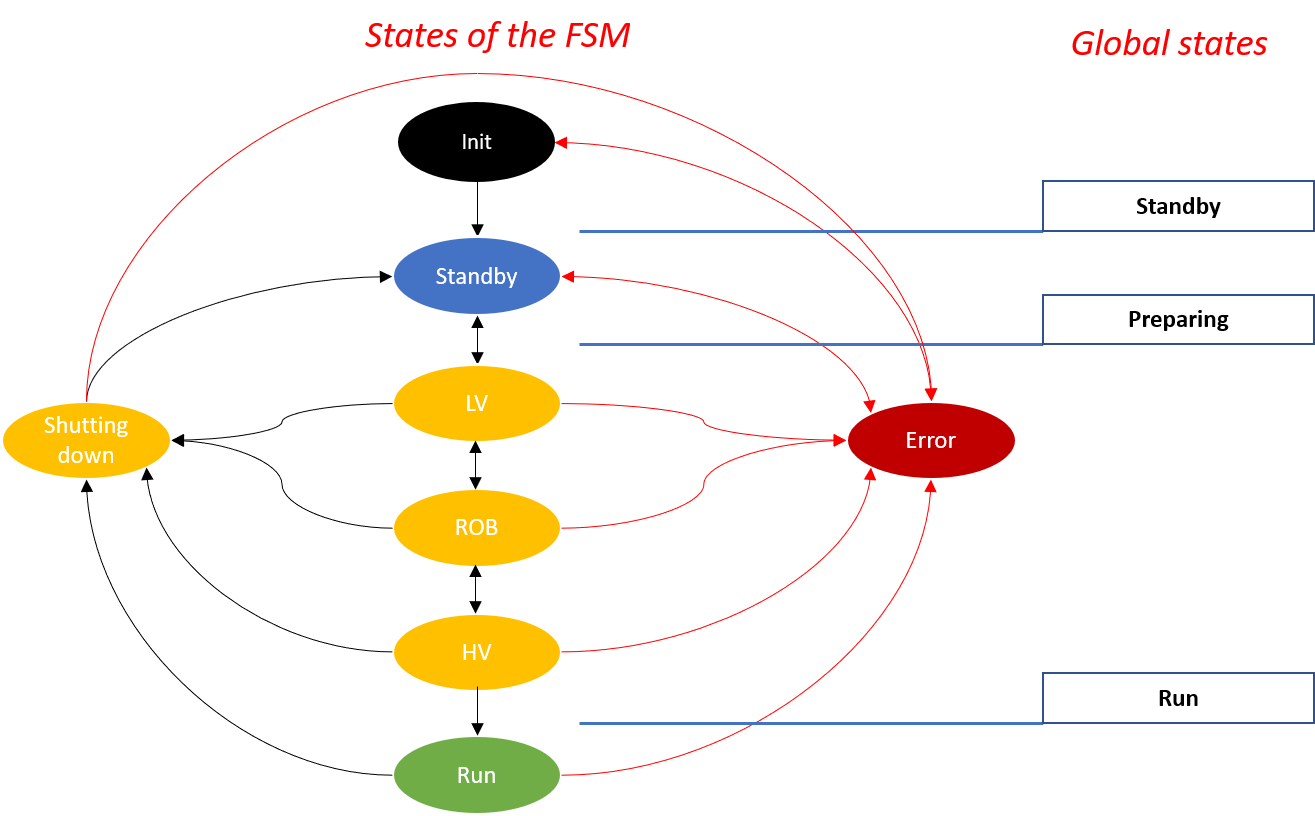 States of the FSM
Global states
Init
Standby
Standby
Preparing
LV
Shutting
down
Error
ROB
HV
Run
Run